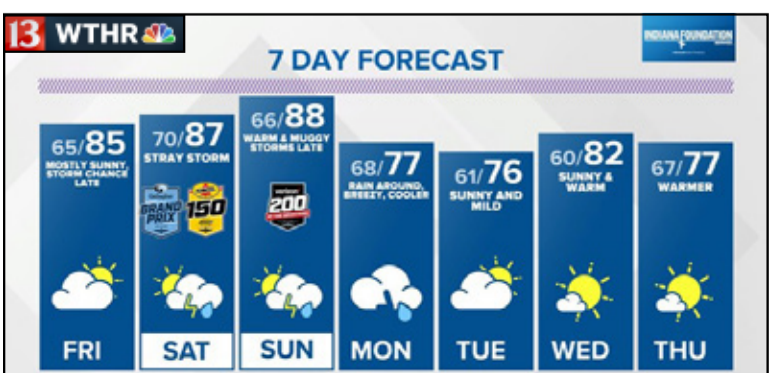 13 WTHR
INDIANA FOUNDATION
7 DAY FORECAST
65/85
MOSTLY SUNNY,
STORM CHANCE
LATE
FRI
70/87
STRAY STORM
GRAND
PRIX
150
SAT
66/88
WARM & MUGGY
STORMS LATE
verizon
200
SUN
68/77
RAIN AROUND,
BREEZY, COOLER
MON
61/76
SUNNY AND
MILD
TUE
60/82
SUNNY &
WARM
WED
67/77
WARMER
THU